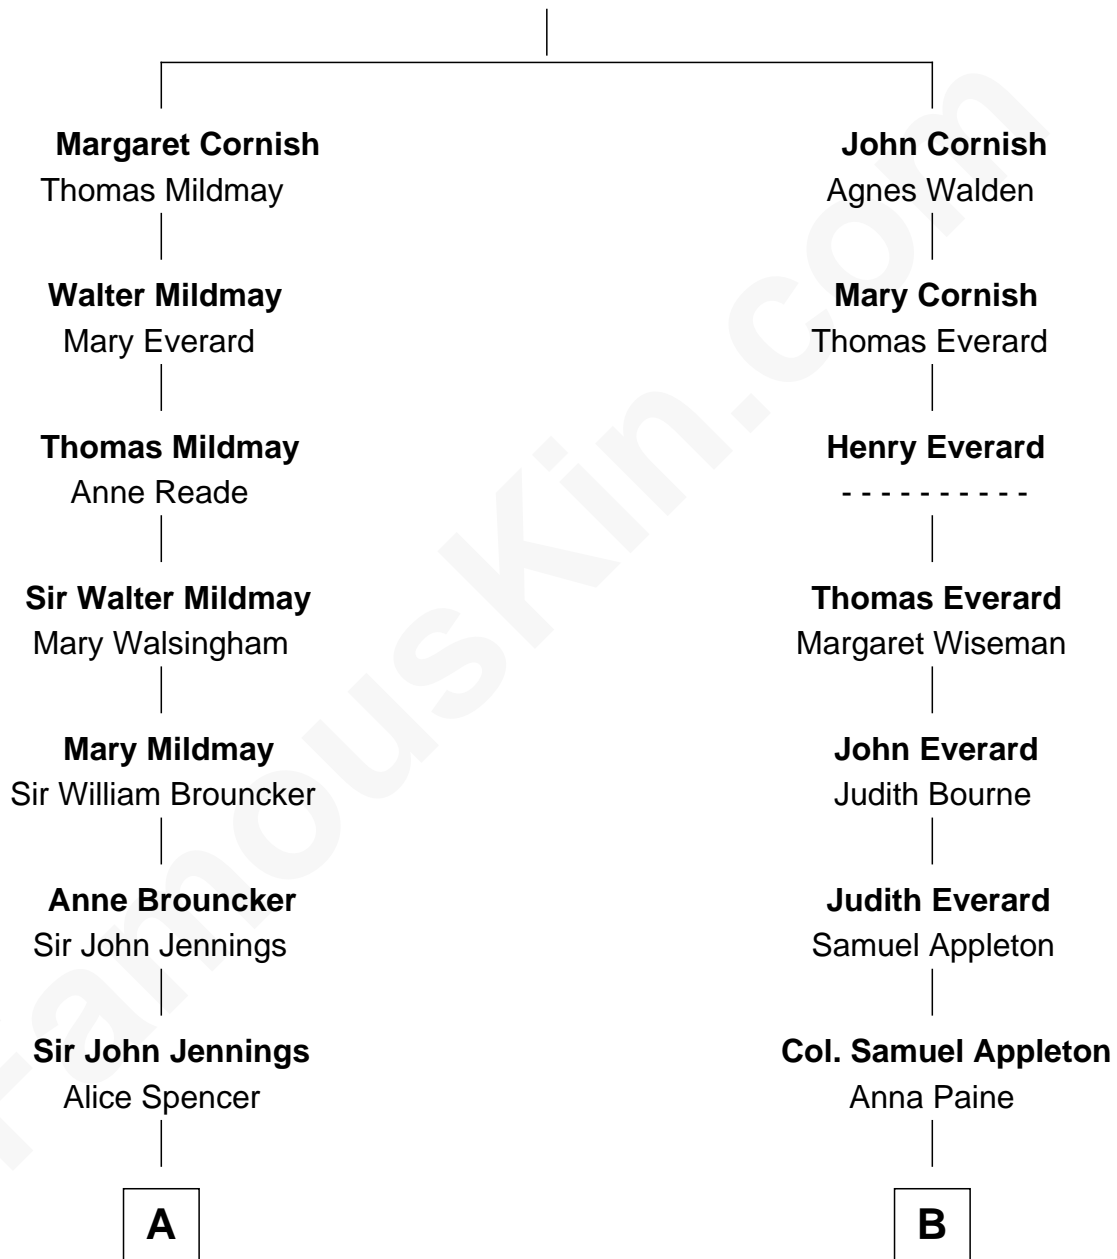 Margaret Cornish
Thomas Mildmay
Walter Mildmay
Mary Everard
Thomas Mildmay
Anne Reade
Sir Walter Mildmay
Mary Walsingham
Mary Mildmay
Sir William Brouncker
Anne Brouncker
Sir John Jennings
Sir John Jennings
Alice Spencer
A
John Cornish
Agnes Walden
Mary Cornish
Thomas Everard
Henry Everard
- - - - - - - - - -
Thomas Everard
Margaret Wiseman
John Everard
Judith Bourne
Judith Everard
Samuel Appleton
Col. Samuel Appleton
Anna Paine
B
FamousKin.com